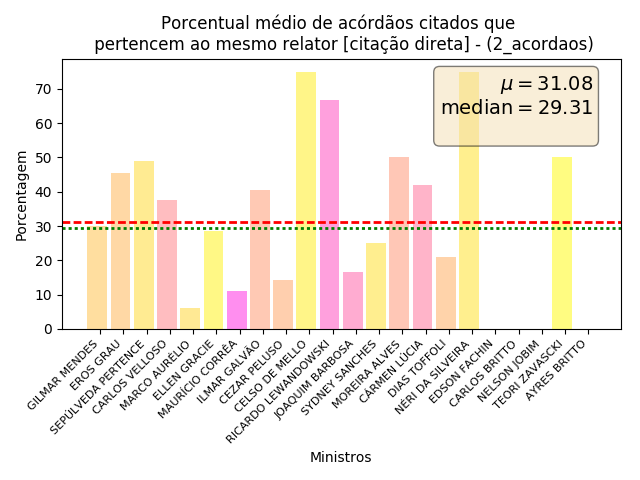 Porcentual médio de acórdãos citados que
pertencem ao mesmo relator [citação direta] - (2_acordaos)
μ = 31.08
median = 29.31
Porcentagem
70
60
50
40
30
20
10
0
GILMAR MENDES
EROS GRAU
SEPÚLVEDA PERTENCE
CARLOS VELLOSO
MARCO AURÉLIO
ELLEN GRACIE
MAURÍCIO CORRÊA
ILMAR GALVÃO
CEZAR PELUSO
CELSO DE MELLO
RICARDO LEWANDOWSKI
JOAQUIM BARBOSA
SYDNEY SANCHES
MOREIRA ALVES
CÁRMEN LÚCIA
DIAS TOFFOLI
NÉRI DA SILVEIRA
EDSON FACHIN
CARLOS BRITTO
NELSON JOBIM
TEORI ZAVASCKI
AYRES BRITTO
Ministros